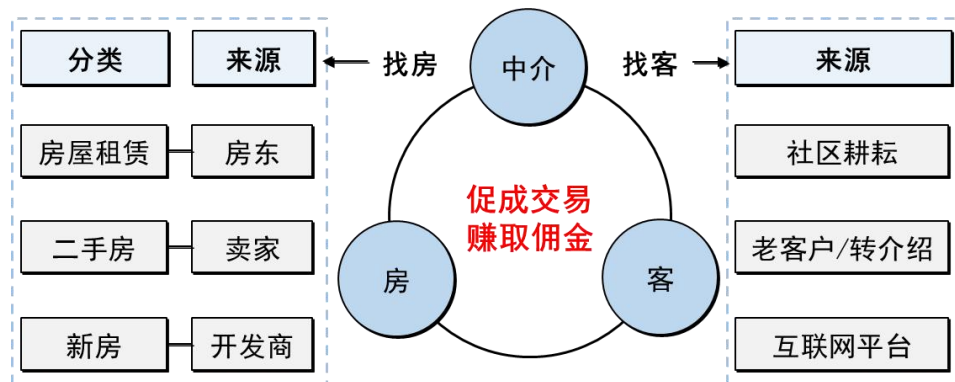 分类
来源
找房
中介
找客
来源
房屋租赁
房东
社区耕耘
促成交易
赚取佣金
二手房
卖家
房
客
老客户/转介绍
新房
开发商
互联网平台